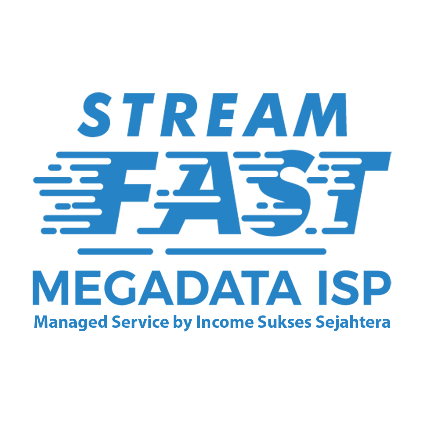 STREAM
FAST
MEGADATA ISP
Managed Service by Income Sukses Sejahtera